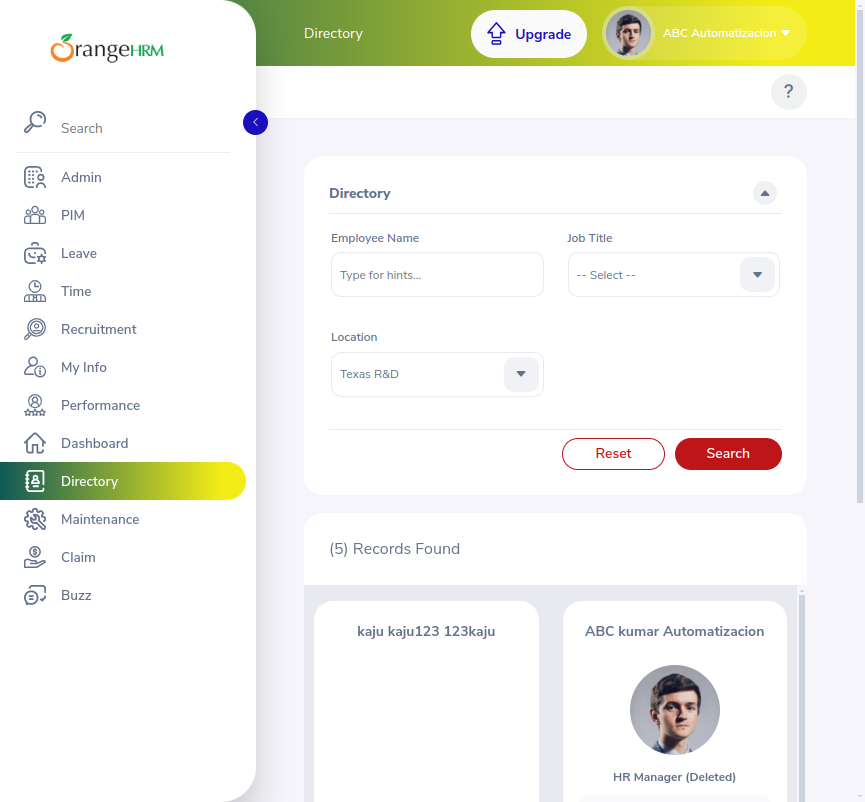 OrangeHRM
Directory
Upgrade
ABC Automatizacion
?
Search
Admin
PIM
Leave
Time
Recruitment
My Info
Performance
Dashboard
Directory
Maintenance
Claim
Buzz
Directory
Employee Name
Job Title
Type for hints...
-- Select --
Location
Texas R&D
Reset
Search
(5) Records Found
kaju kaju123 123kaju
ABC kumar Automatizacion
HR Manager (Deleted)